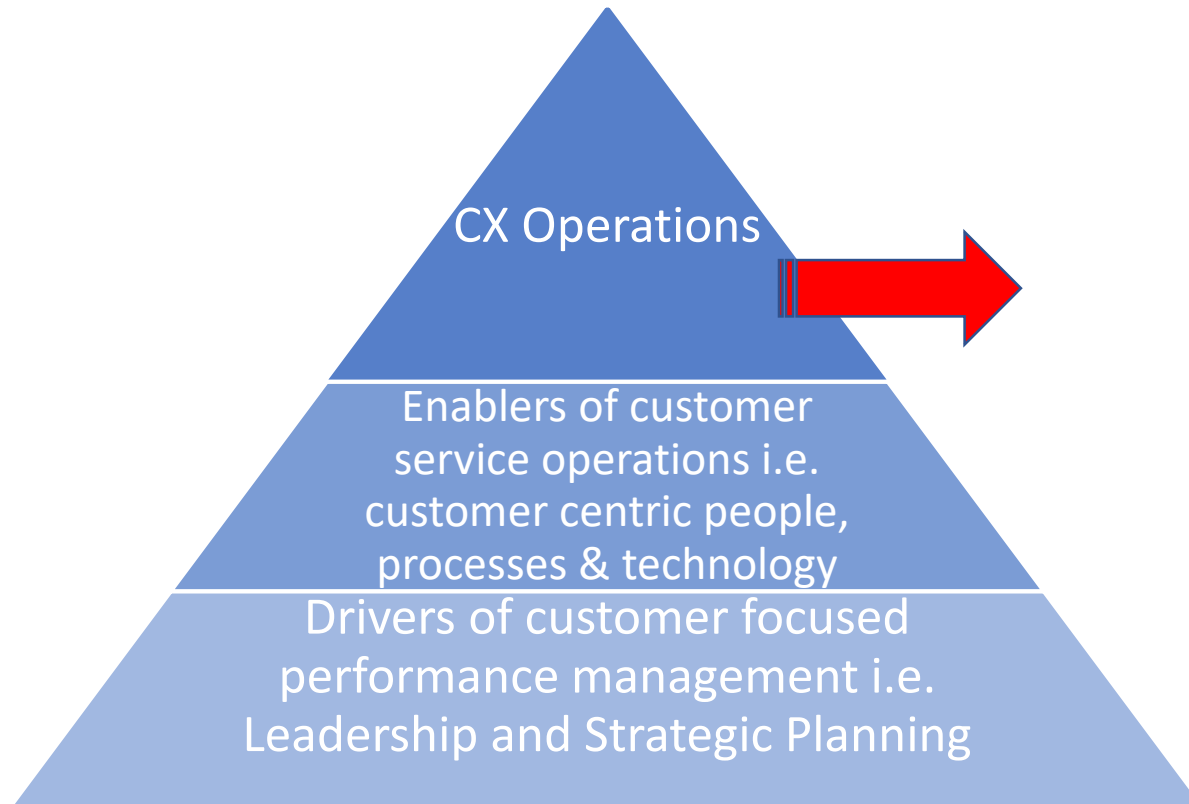 CX Operations
Enablers of customer
service operations i.e.
customer centric people,
processes & technology
Drivers of customer focused
performance management i.e.
Leadership and Strategic Planning